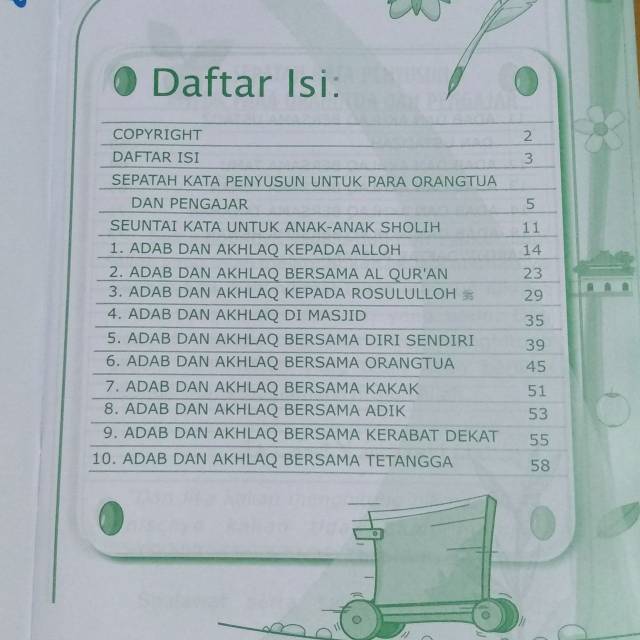 Daftar Isi:
COPYRIGHT 2
DAFTAR ISI 3
SEPATAH KATA PENYUSUN UNTUK PARA ORANGTUA
DAN PENGAJAR 5
SEUNTAI KATA UNTUK ANAK-ANAK SHOLIH 11
1. ADAB DAN AKHLAQ KEPADA ALLOH 14
2. ADAB DAN AKHLAQ BERSAMA AL QUR'AN 23
3. ADAB DAN AKHLAQ KEPADA ROSULULLOH ﷺ 29
4. ADAB DAN AKHLAQ DI MASJID 35
5. ADAB DAN AKHLAQ BERSAMA DIRI SENDIRI 39
6. ADAB DAN AKHLAQ BERSAMA ORANGTUA 45
7. ADAB DAN AKHLAQ BERSAMA KAKAK 51
8. ADAB DAN AKHLAQ BERSAMA ADIK 53
9. ADAB DAN AKHLAQ BERSAMA KERABAT DEKAT 55
10. ADAB DAN AKHLAQ BERSAMA TETANGGA 58